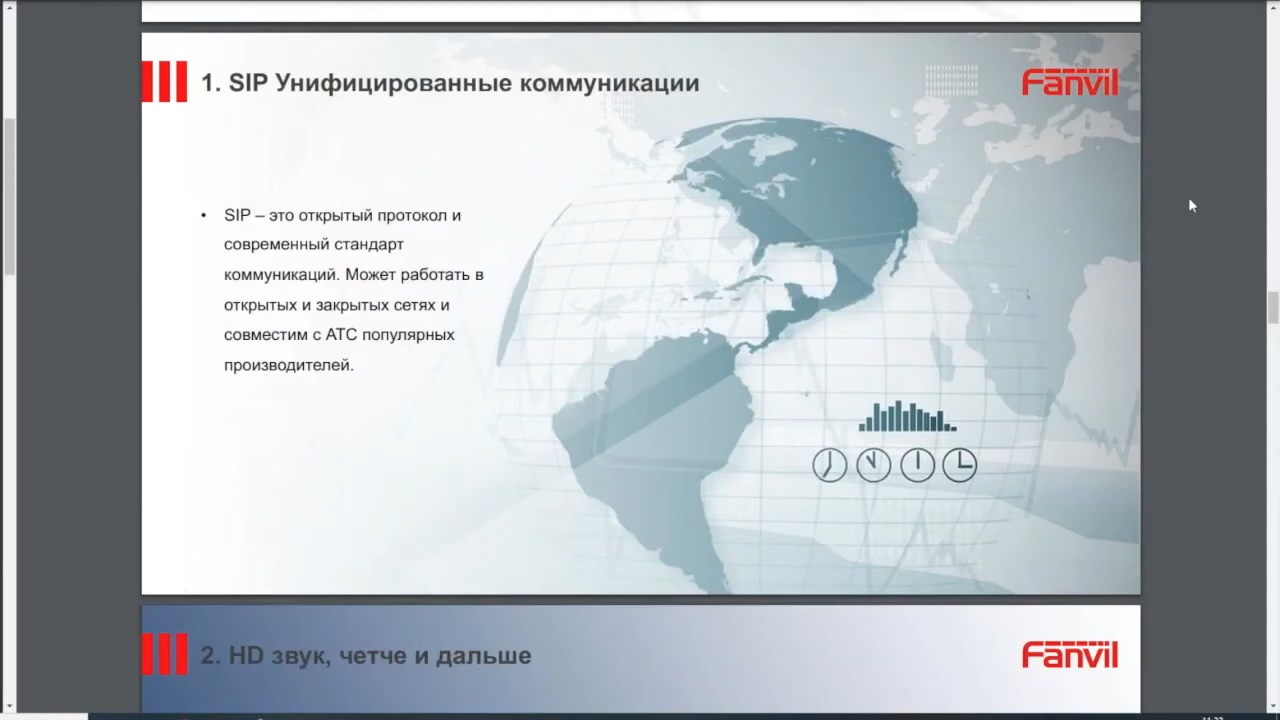 1. SIP Унифицированные коммуникации
Fanvil
• SIP – это открытый протокол и
современный стандарт
коммуникаций. Может работать в
открытых и закрытых сетях и
совместим с АТС популярных
производителей.
2. HD звук, четче и дальше
Fanvil